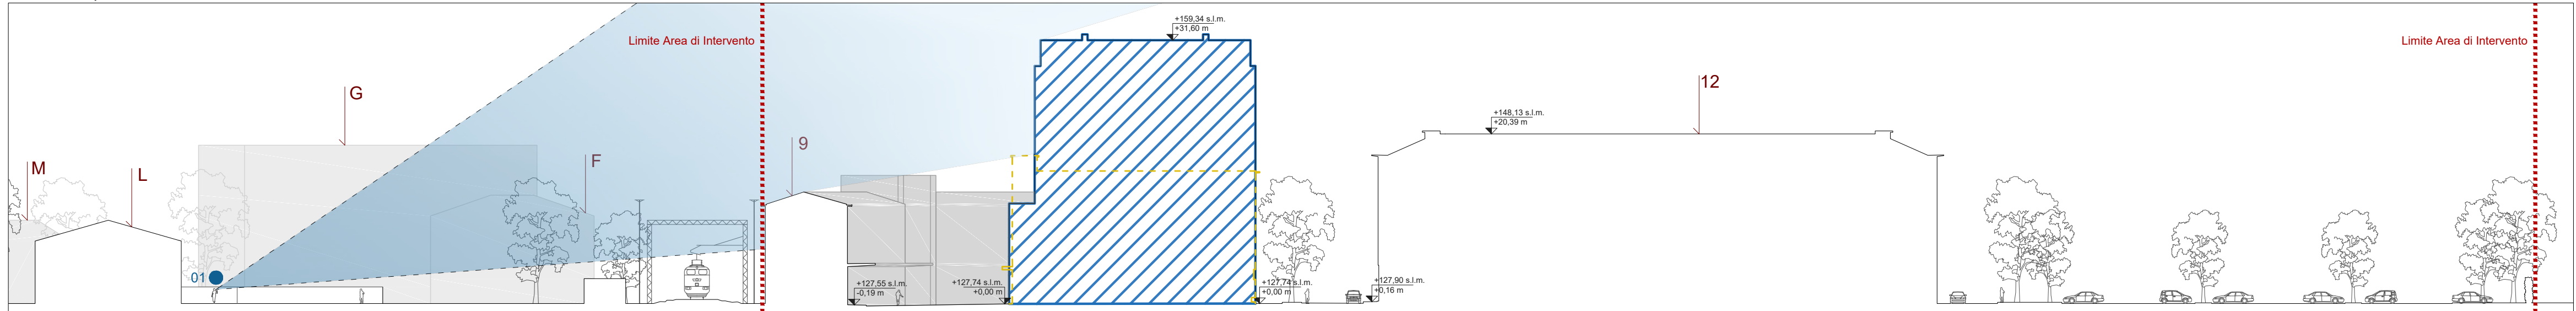 +159,34 s.l.m.
+31,60 m
Limite Area di Intervento
Limite Area di Intervento
12
G
+148,13 s.l.m.
+20,39 m
9
F
M
L
01
+127,55 s.l.m.
-0,19 m
+127,74 s.l.m.
+0,00 m
+127,74 s.l.m.
+0,00 m
+127,90 s.l.m.
+0,16 m